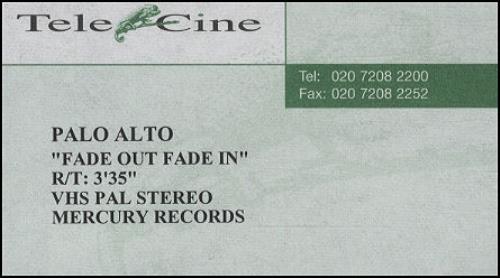 Tele Cine
Tel: 020 7208 2200
Fax: 020 7208 2252
PALO ALTO
"FADE OUT FADE IN"
R/T: 3'35"
VHS PAL STEREO
MERCURY RECORDS